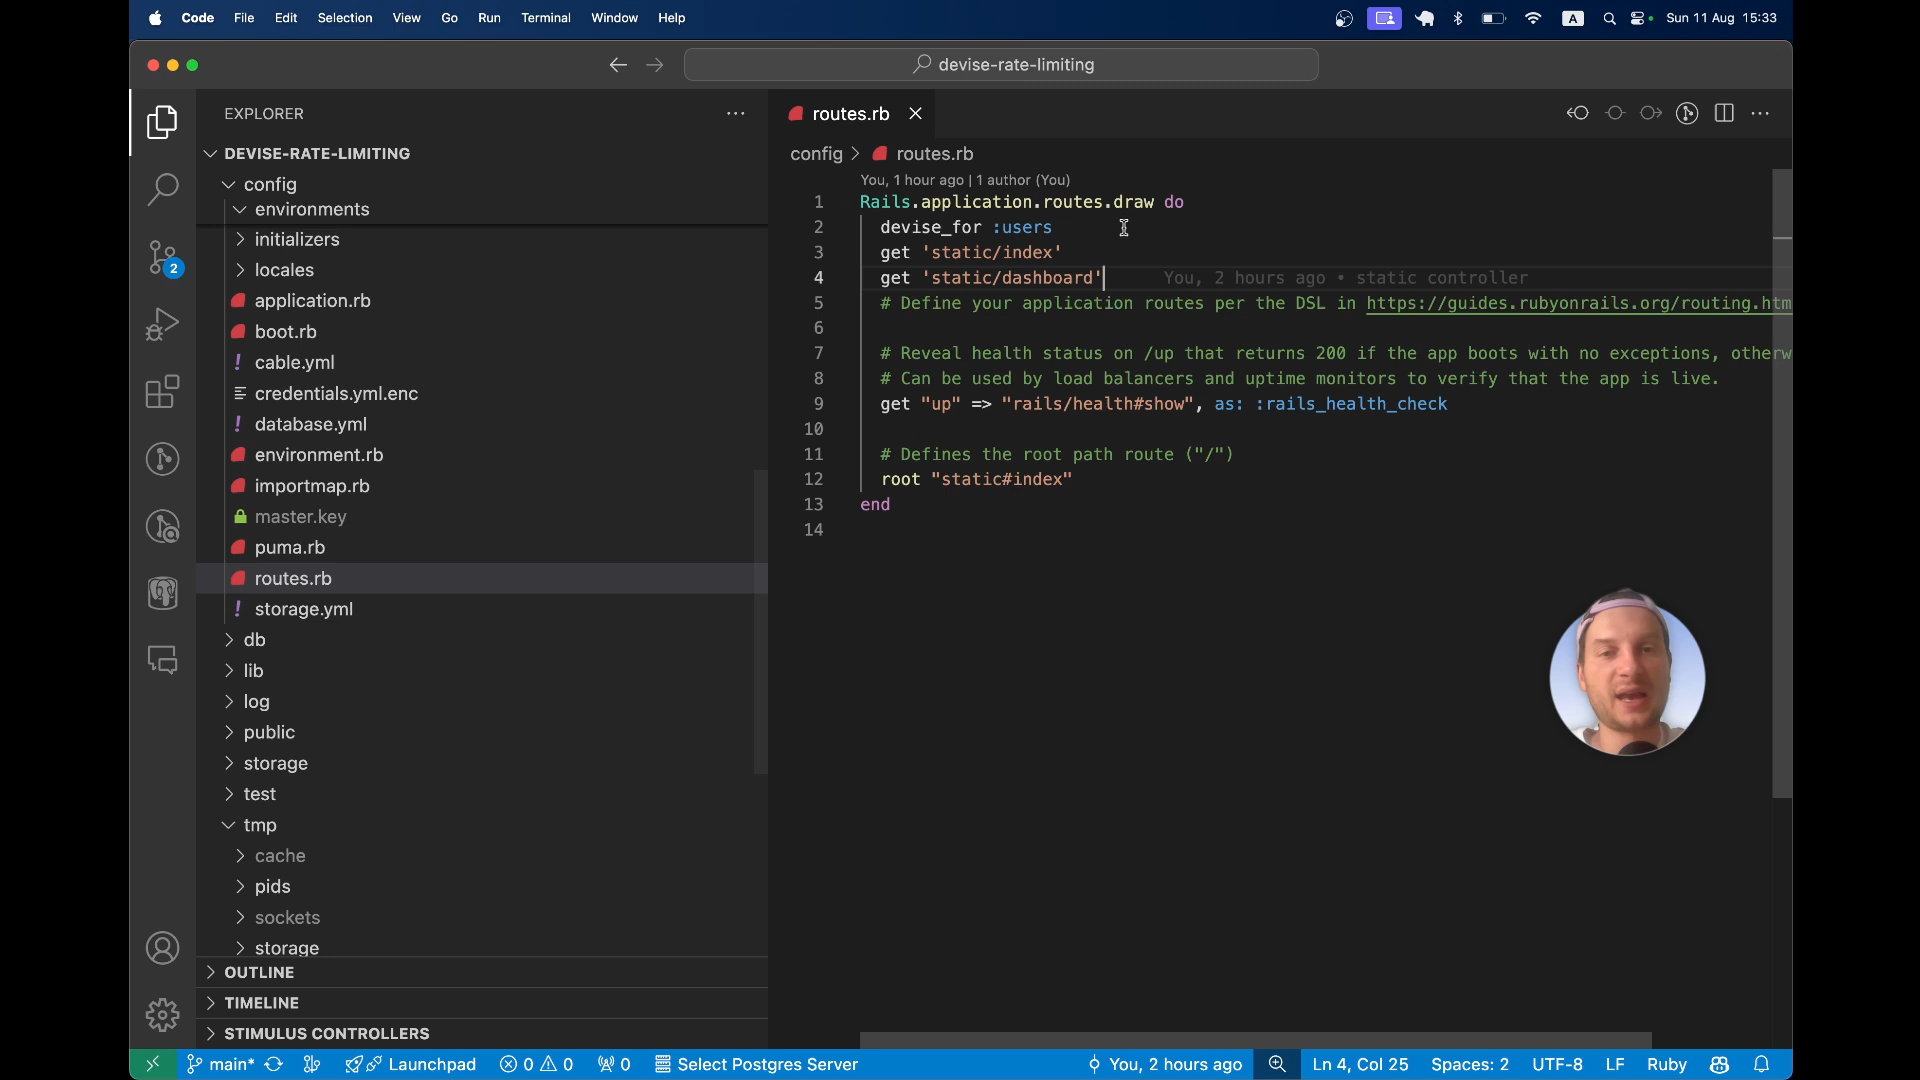 Code File Edit Selection View Go Run Terminal Window Help A Sun 11 Aug 15:33
devise-rate-limiting
EXPLORER
routes.rb
DEVISE-RATE-LIMITING
config > routes.rb
config
environments
initializers
locales
application.rb
boot.rb
! cable.yml
credentials.yml.enc
! database.yml
environment.rb
importmap.rb
master.key
puma.rb
routes.rb
! storage.yml
db
lib
log
public
storage
test
tmp
cache
pids
sockets
storage
OUTLINE
TIMELINE
STIMULUS CONTROLLERS
2
You, 1 hour ago | 1 author (You)
1 Rails.application.routes.draw do
2 devise_for :users
3 get 'static/index'
4 get 'static/dashboard' You, 2 hours ago • static controller
5 # Define your application routes per the DSL in https://guides.rubyonrails.org/routing.htm
6
7 # Reveal health status on /up that returns 200 if the app boots with no exceptions, otherw
8 # Can be used by load balancers and uptime monitors to verify that the app is live.
9 get "up" => "rails/health#show", as: :rails_health_check
10
11 # Defines the root path route ("/")
12 root "static#index"
13 end
14
main* Launchpad 0 0 0 Select Postgres Server You, 2 hours ago Ln 4, Col 25 Spaces: 2 UTF-8 LF Ruby